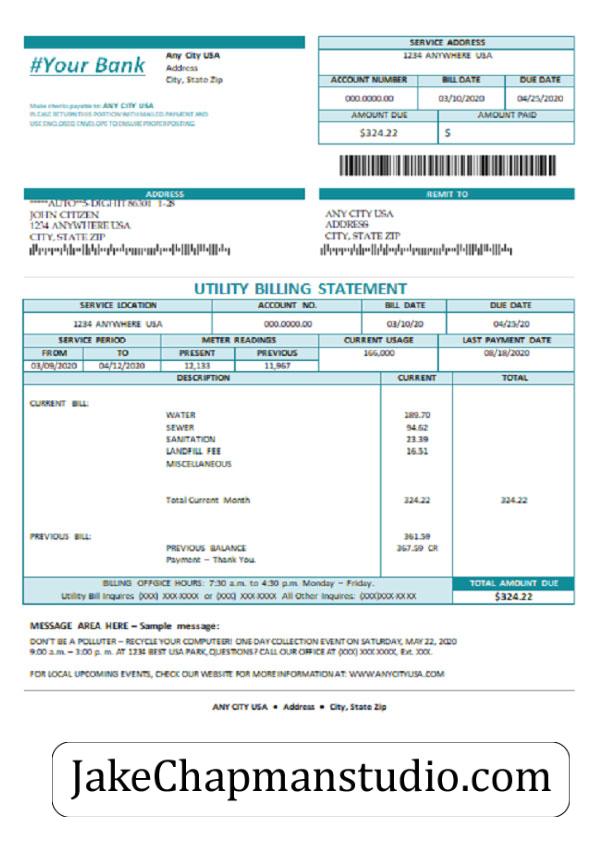 #Your Bank
Any City USA
Address
City, State Zip
Make checks payable to: ANY CITY USA
PLEASE RETURN THIS PORTION WITH MAILED PAYMENT AND
USE ENCLOSED ENVELOPS TO ENSURE PROPER POSTING.
SERVICE ADDRESS
1234 ANYWHERE USA
ACCOUNT NUMBER BILL DATE DUE DATE
000.0000.00 03/10/2020 04/25/2020
AMOUNT DUE AMOUNT PAID
$324.22 $
ADDRESS
*****AUTO**5-DIGHIT 86301 1-28
JOHN CITIZEN
1234 ANYWHERE USA
CITY, STATE ZIP
REMIT TO
ANY CITY USA
ADDRESS
CITY, STATE ZIP
UTILITY BILLING STATEMENT
SERVICE LOCATION ACCOUNT NO. BILL DATE DUE DATE
1234 ANYWHERE USA 000.0000.00 03/10/20 04/25/20
SERVICE PERIOD METER READINGS CURRENT USAGE LAST PAYMENT DATE
FROM TO PRESENT PREVIOUS 166,000 08/18/2020
03/09/2020 04/12/2020 12,133 11,967
DESCRIPTION CURRENT TOTAL
CURRENT BILL:
WATER 189.70
SEWER 94.62
SANITATION 23.39
LANDFILL FEE 16.51
MISCELLANEOUS
Total Current Month 324.22 324.22
PREVIOUS BILL: 361.59
PREVIOUS BALANCE 367.59 CR
Payment – Thank You.
BILLING OFFGICE HOURS: 7:30 a.m. to 4:30 p.m. Monday – Friday.
Utility Bill Inquires (XXX) XXX-XXXX or (XXX) XXX-XXXX All Other Inquires: (XXX)XXX-XXXX
TOTAL AMOUNT DUE
$324.22
MESSAGE AREA HERE – Sample message:
DON'T BE A POLLUTER – RECYCLE YOUR COMPUTEER! ONE DAY COLLECTION EVENT ON SATURDAY, MAY 22, 2020
9:00 a.m. – 3:00 p. m. AT 1234 BEST USA PARK, QUESTIONS? CALL OUR OFFICE AT (XXX) XXX-XXXX, Ext. XXX.
FOR LOCAL UPCOMING EVENTS, CHECK OUR WEBSITE FOR MORE INFORMATION AT: WWW.ANYCITYUSA.COM
ANY CITY USA • Address • City, State Zip
JakeChapmanstudio.com